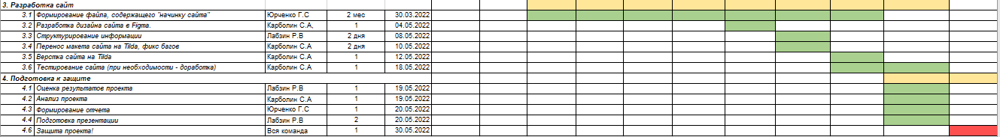 3. Разработка сайт
3.1 Формирование файла, содержащего "начинку сайта" Юрченко Г.С 2 мес 30.03.2022
3.2 Разработка дизайна сайта в Figma. Карболин С.А, 1 04.05.2022
3.3 Структурирование информации Лабзин Р.В 2 дня 08.05.2022
3.4 Перенос макета сайта на Tilda, фикс багов Карболин С.А 2 дня 10.05.2022
3.5 Верстка сайта на Tilda Карболин С.А 1 12.05.2022
3.6 Тестирование сайта (при необходимости - доработка) Карболин С.А 1 18.05.2022
4. Подготовка к защите
4.1 Оценка результатов проекта Лабзин Р.В 1 19.05.2022
4.2 Анализ проекта Карболин С.А 1 19.05.2022
4.3 Формирование отчета Юрченко Г.С 1 20.05.2022
4.4 Подготовка презентации Лабзин Р.В 2 20.05.2022
4.6 Защита проекта! Вся команда 1 30.05.2022